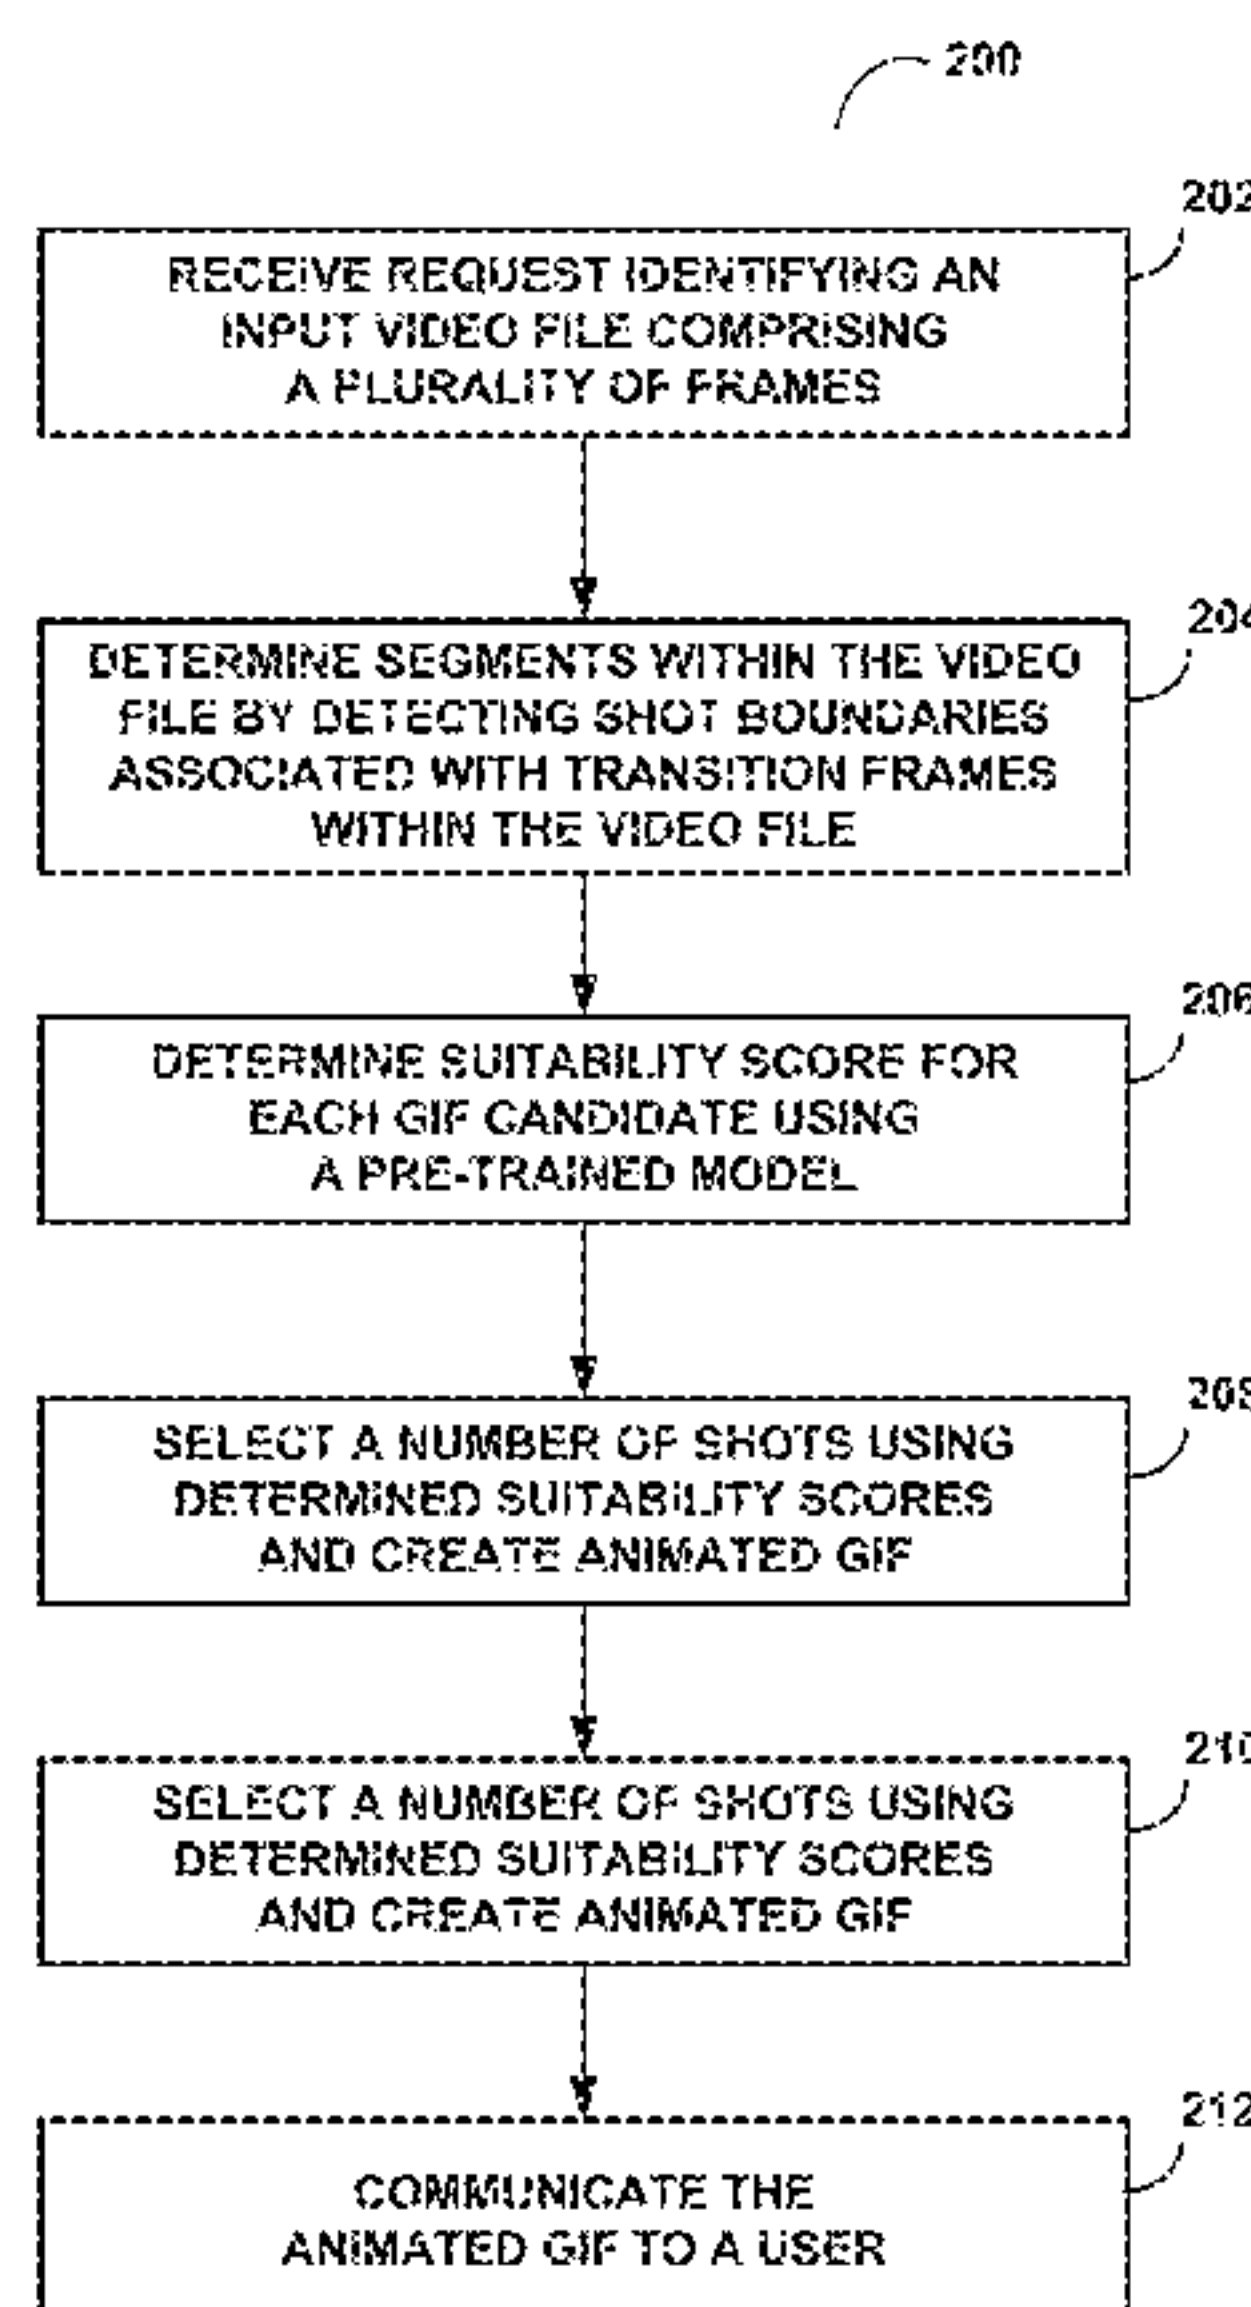 200
202
RECEIVE REQUEST IDENTIFYING AN
INPUT VIDEO FILE COMPRISING
A PLURALITY OF FRAMES
204
DETERMINE SEGMENTS WITHIN THE VIDEO
FILE BY DETECTING SHOT BOUNDARIES
ASSOCIATED WITH TRANSITION FRAMES
WITHIN THE VIDEO FILE
206
DETERMINE SUITABILITY SCORE FOR
EACH GIF CANDIDATE USING
A PRE-TRAINED MODEL
208
SELECT A NUMBER OF SHOTS USING
DETERMINED SUITABILITY SCORES
AND CREATE ANIMATED GIF
210
SELECT A NUMBER OF SHOTS USING
DETERMINED SUITABILITY SCORES
AND CREATE ANIMATED GIF
212
COMMUNICATE THE
ANIMATED GIF TO A USER